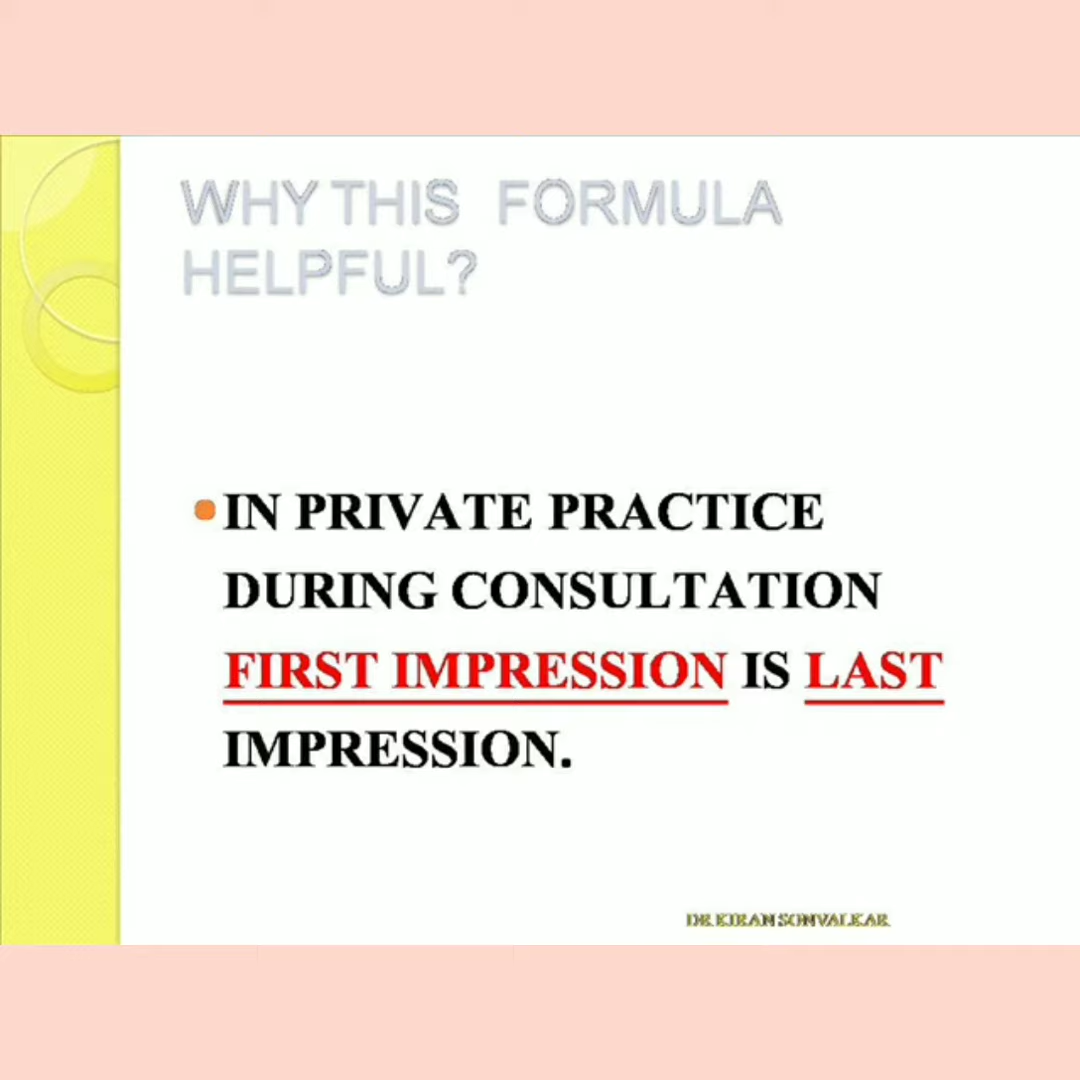 WHY THIS FORMULA
HELPFUL?
IN PRIVATE PRACTICE
DURING CONSULTATION
FIRST IMPRESSION IS LAST
IMPRESSION.
DR KIRAN SONVALKAR